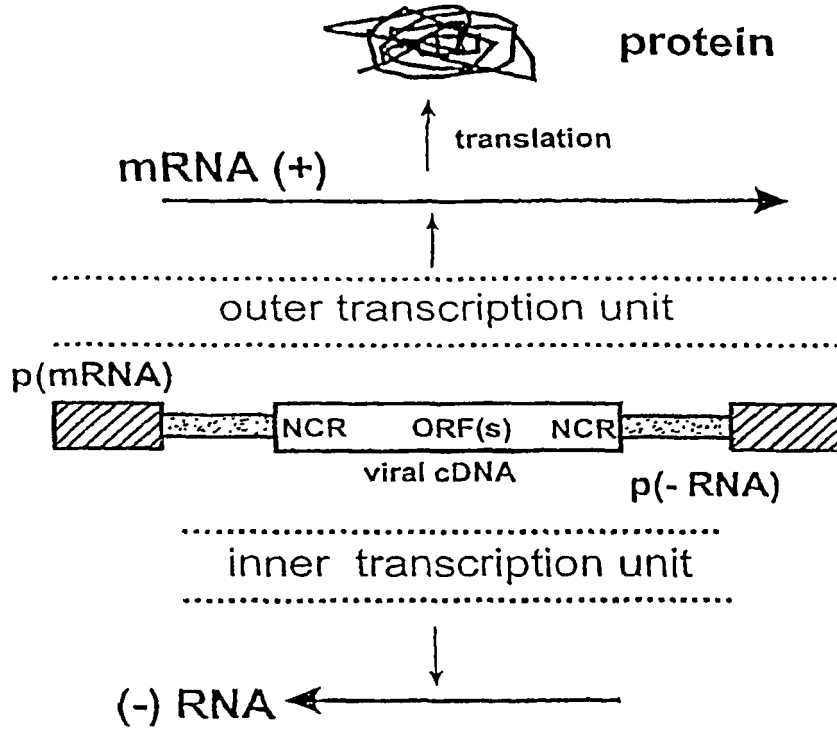 protein
translation
mRNA (+)
outer transcription unit
p(mRNA)
NCR ORF(s) NCR
viral cDNA
p(- RNA)
inner transcription unit
(-) RNA